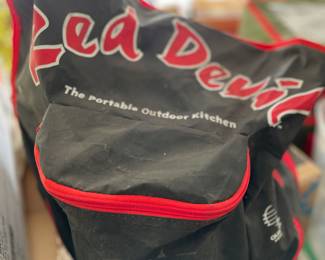 Red Devil
The Portable Outdoor Kitchen